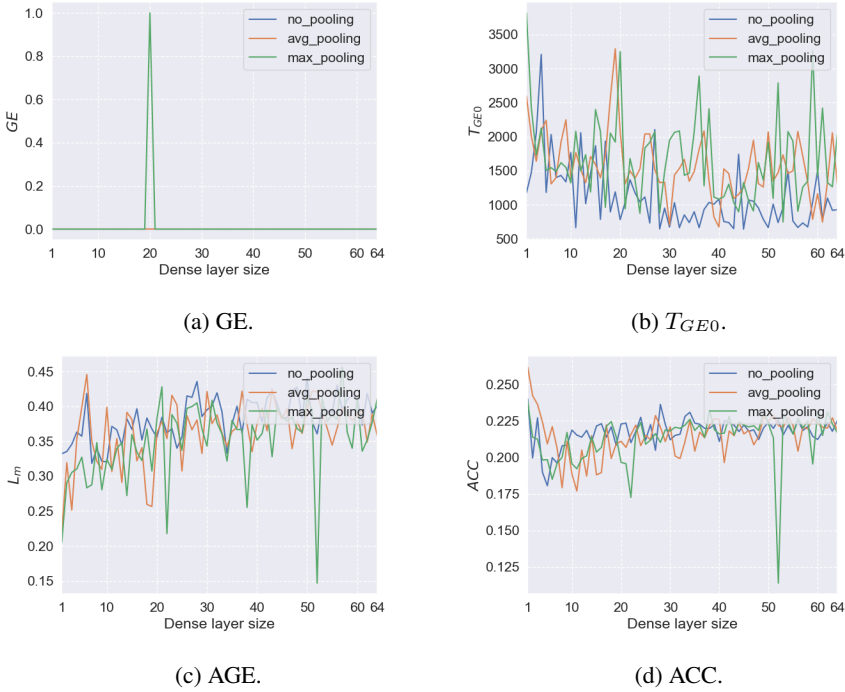 no_pooling
avg_pooling
max_pooling
1.0
0.8
0.6
0.4
0.2
0.0
GE
1 10 20 30 40 50 60 64
Dense layer size
(a) GE.
no_pooling
avg_pooling
max_pooling
3500
3000
2500
2000
1500
1000
500
T_{GE0}
1 10 20 30 40 50 60 64
Dense layer size
(b) T_{GE0}.
no_pooling
avg_pooling
max_pooling
0.45
0.40
0.35
0.30
0.25
0.20
0.15
L_m
1 10 20 30 40 50 60 64
Dense layer size
(c) AGE.
no_pooling
avg_pooling
max_pooling
0.250
0.225
0.200
0.175
0.150
0.125
ACC
1 10 20 30 40 50 60 64
Dense layer size
(d) ACC.